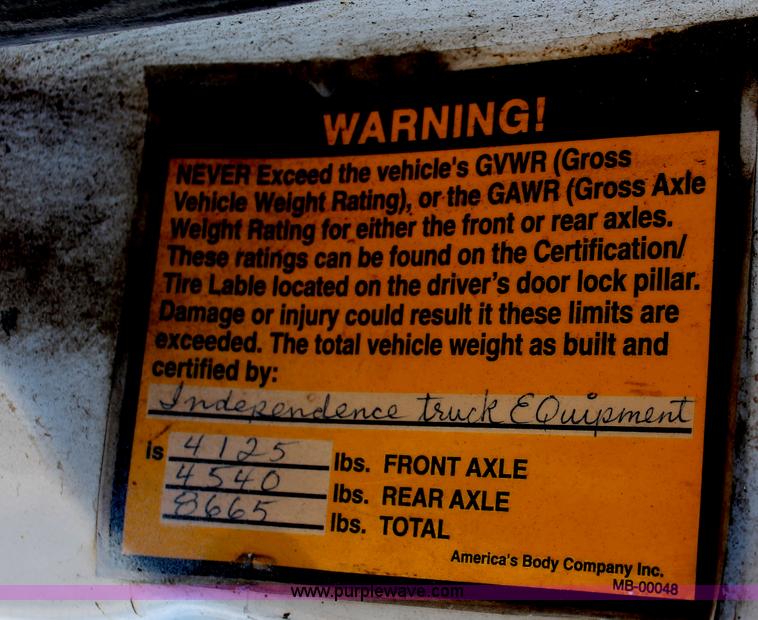 WARNING!
NEVER Exceed the vehicle's GVWR (Gross
Vehicle Weight Rating), or the GAWR (Gross Axle
Weight Rating for either the front or rear axles.
These ratings can be found on the Certification/
Tire Lable located on the driver's door lock pillar.
Damage or injury could result it these limits are
exceeded. The total vehicle weight as built and
certified by:
Independence truck EQuipment
is 4125 lbs. FRONT AXLE
4540 lbs. REAR AXLE
8665 lbs. TOTAL
America's Body Company Inc.
MB-00048
www.purplewave.com